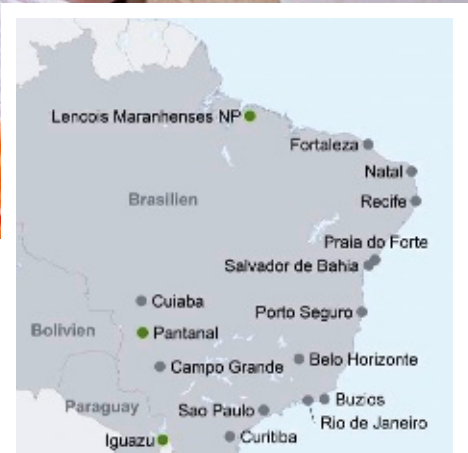 Lencois Maranhenses NP
Fortaleza
Natal
Brasilien
Recife
Praia do Forte
Salvador de Bahia
Cuiaba
Porto Seguro
Bolivien
Pantanal
Belo Horizonte
Campo Grande
Buzios
Paraguay
Sao Paulo
Rio de Janeiro
Iguazu
Curitiba